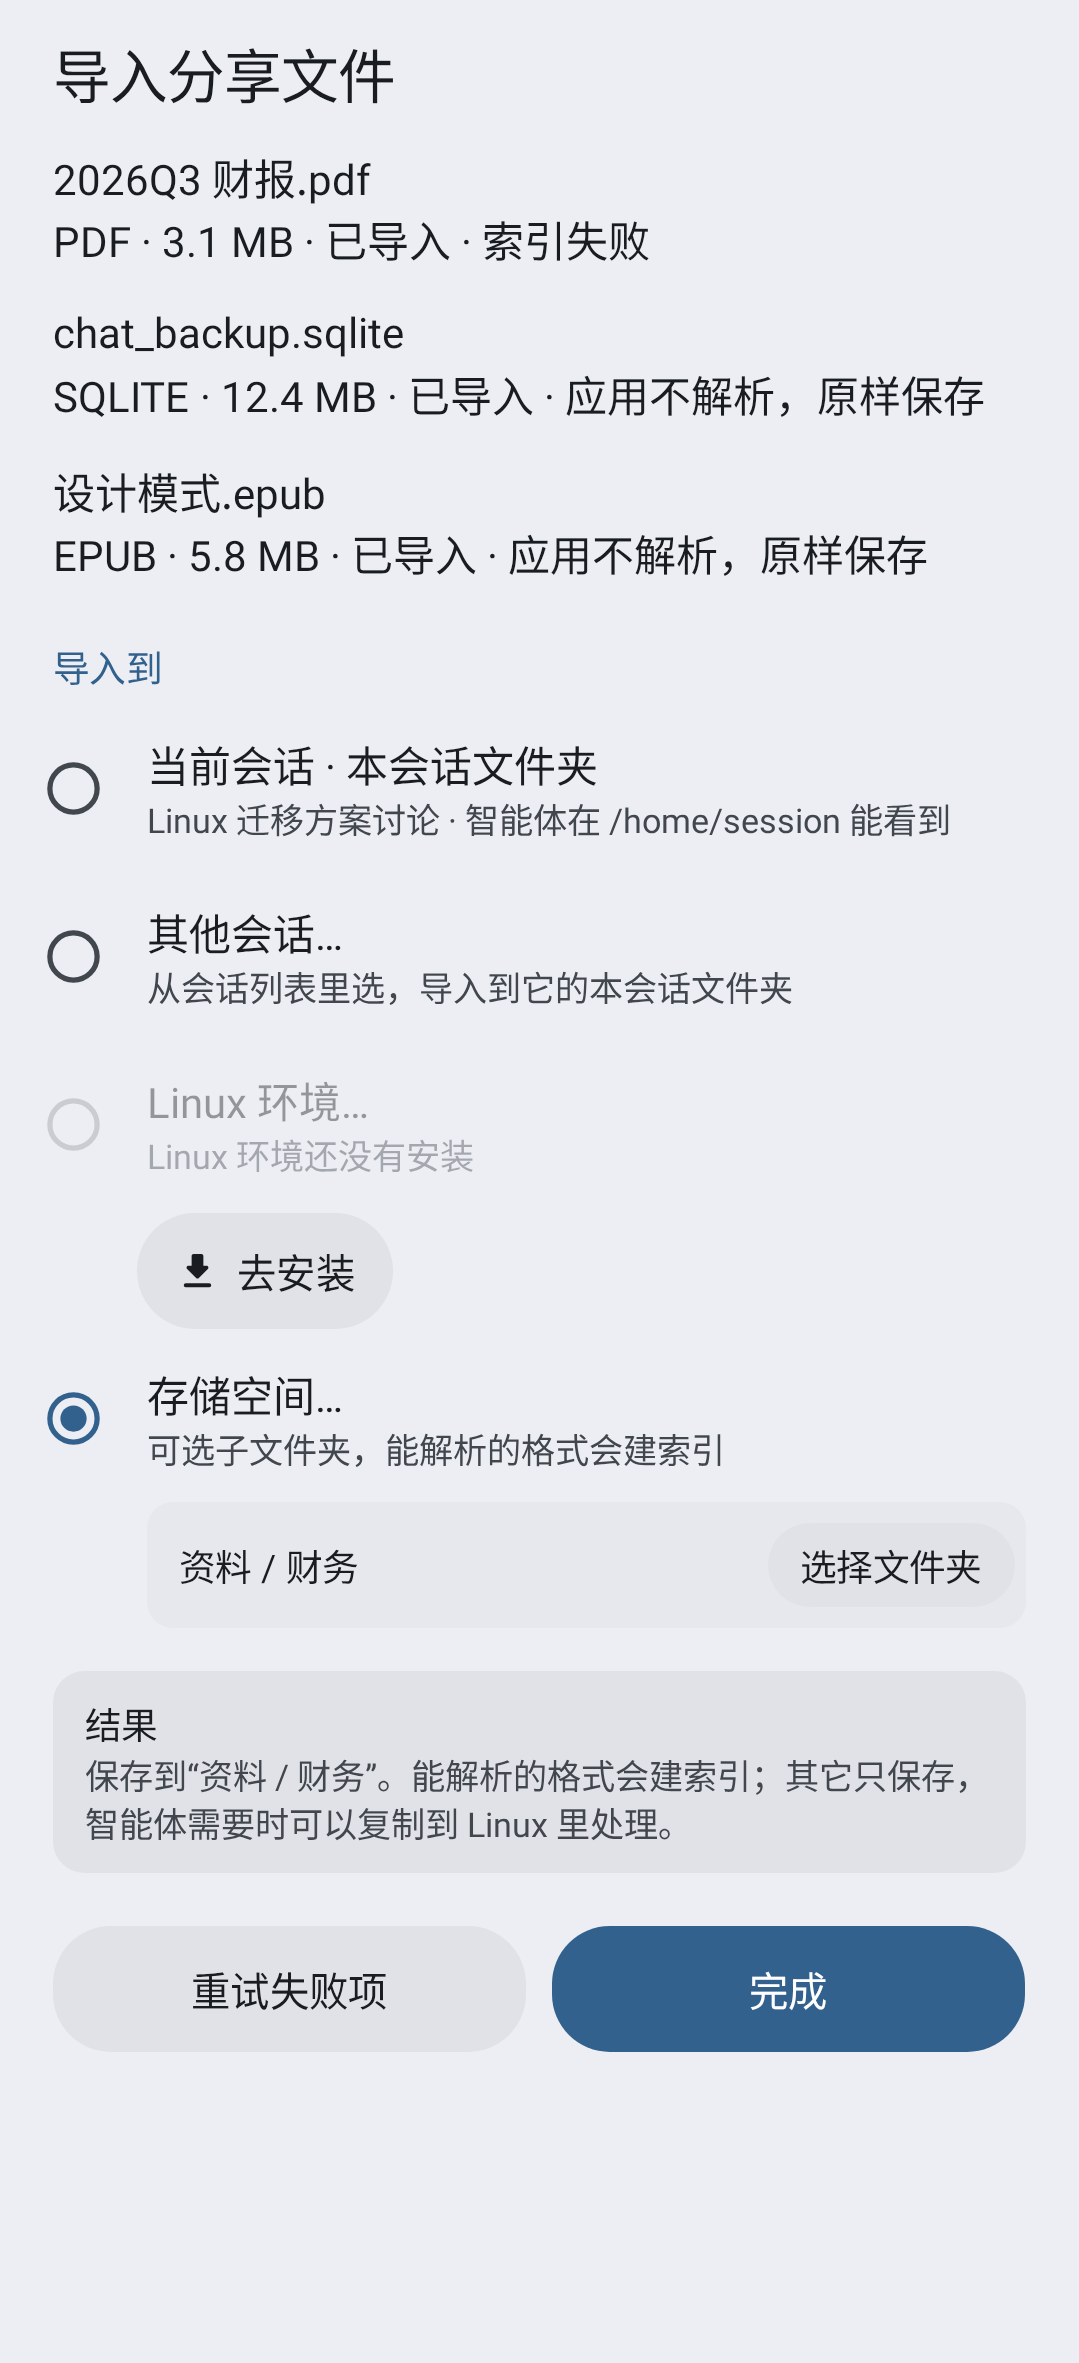 导入分享文件
2026Q3 财报.pdf
PDF · 3.1 MB · 已导入 · 索引失败
chat_backup.sqlite
SQLITE · 12.4 MB · 已导入 · 应用不解析，原样保存
设计模式.epub
EPUB · 5.8 MB · 已导入 · 应用不解析，原样保存
导入到
当前会话 · 本会话文件夹
Linux 迁移方案讨论 · 智能体在 /home/session 能看到
其他会话…
从会话列表里选，导入到它的本会话文件夹
Linux 环境…
Linux 环境还没有安装
去安装
存储空间…
可选子文件夹，能解析的格式会建索引
资料 / 财务
选择文件夹
结果
保存到“资料 / 财务”。能解析的格式会建索引；其它只保存，
智能体需要时可以复制到 Linux 里处理。
重试失败项
完成